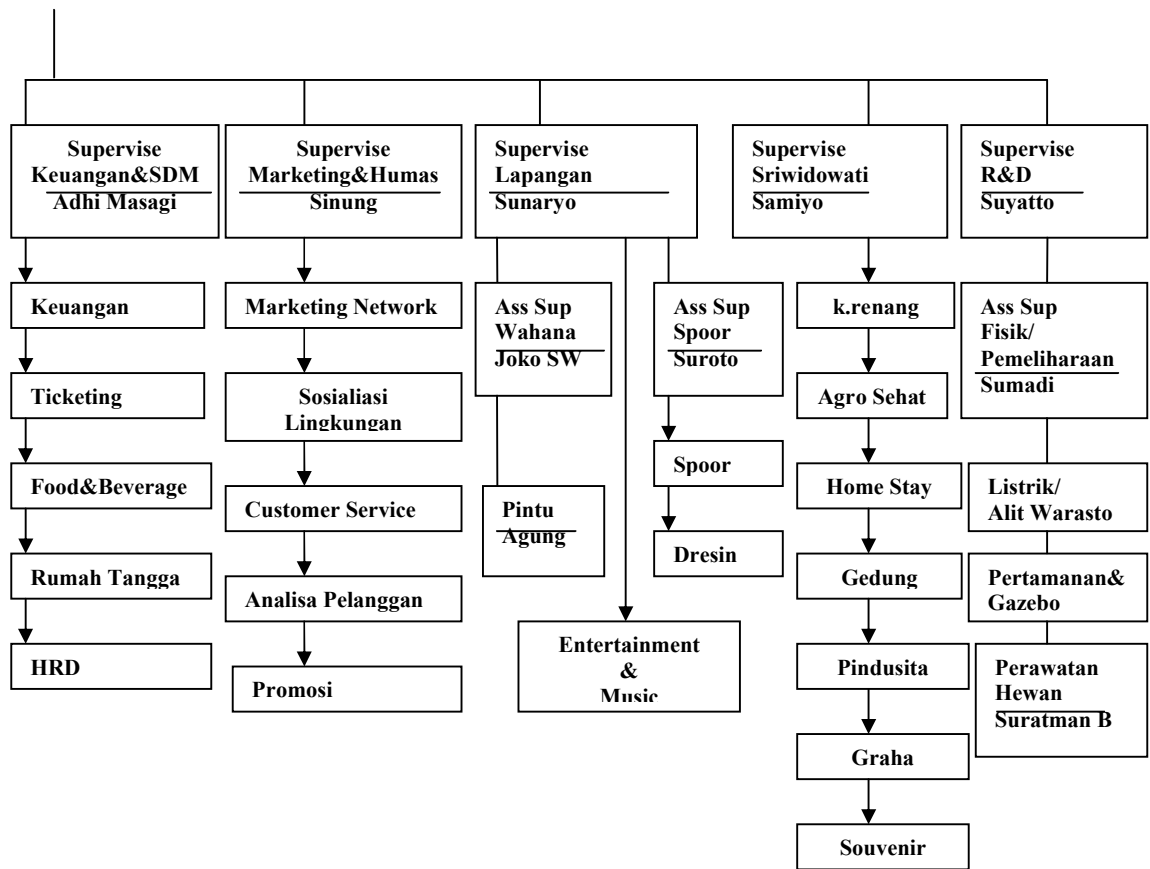 Supervise
Keuangan&SDM
Adhi Masagi
Supervise
Marketing&Humas
Sinung
Supervise
Lapangan
Sunaryo
Supervise
Sriwidowati
Samiyo
Supervise
R&D
Suyatto
Keuangan
Ticketing
Food&Beverage
Rumah Tangga
HRD
Marketing Network
Sosialiasi
Lingkungan
Customer Service
Analisa Pelanggan
Promosi
Ass Sup
Wahana
Joko SW
Pintu
Agung
Entertainment
&
Music
Ass Sup
Spoor
Suroto
Spoor
Dresin
k.renang
Agro Sehat
Home Stay
Gedung
Pindusita
Graha
Souvenir
Ass Sup
Fisik/
Pemeliharaan
Sumadi
Listrik/
Alit Warasto
Pertamanan&
Gazebo
Perawatan
Hewan
Suratman B